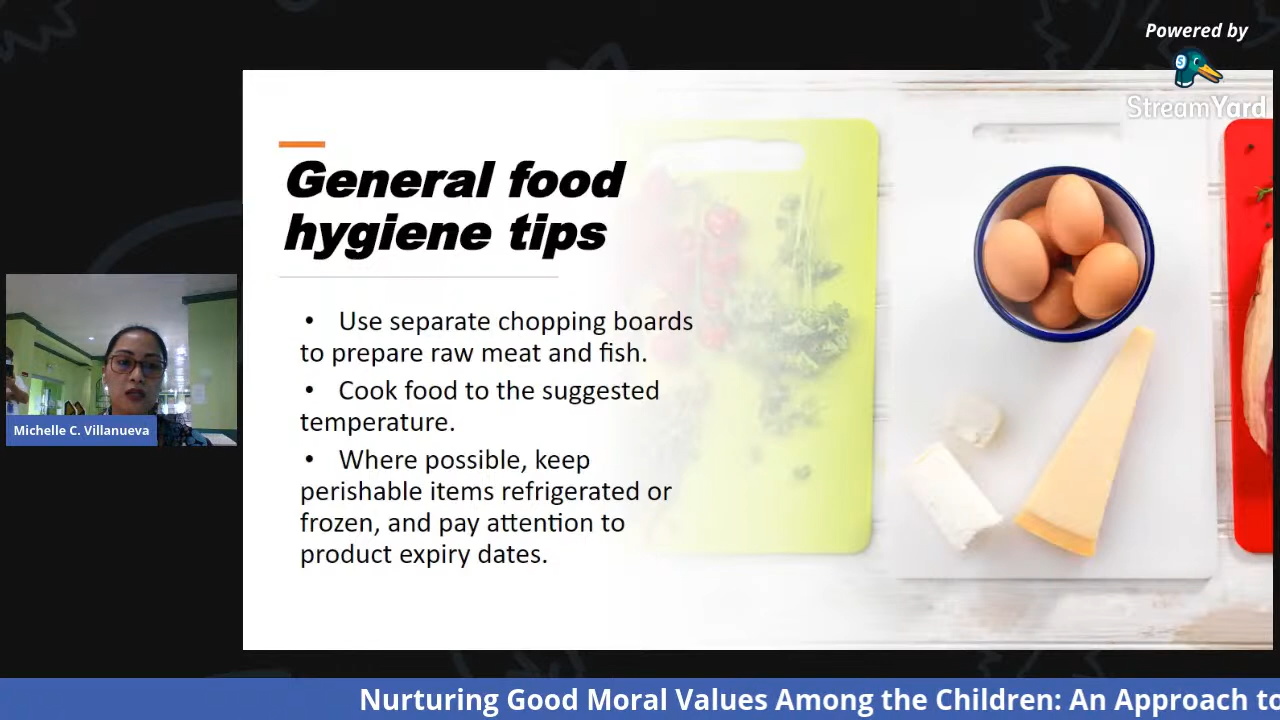 Powered by
StreamYard
General food
hygiene tips
• Use separate chopping boards
to prepare raw meat and fish.
• Cook food to the suggested
temperature.
• Where possible, keep
perishable items refrigerated or
frozen, and pay attention to
product expiry dates.
Michelle C. Villanueva
Nurturing Good Moral Values Among the Children: An Approach to